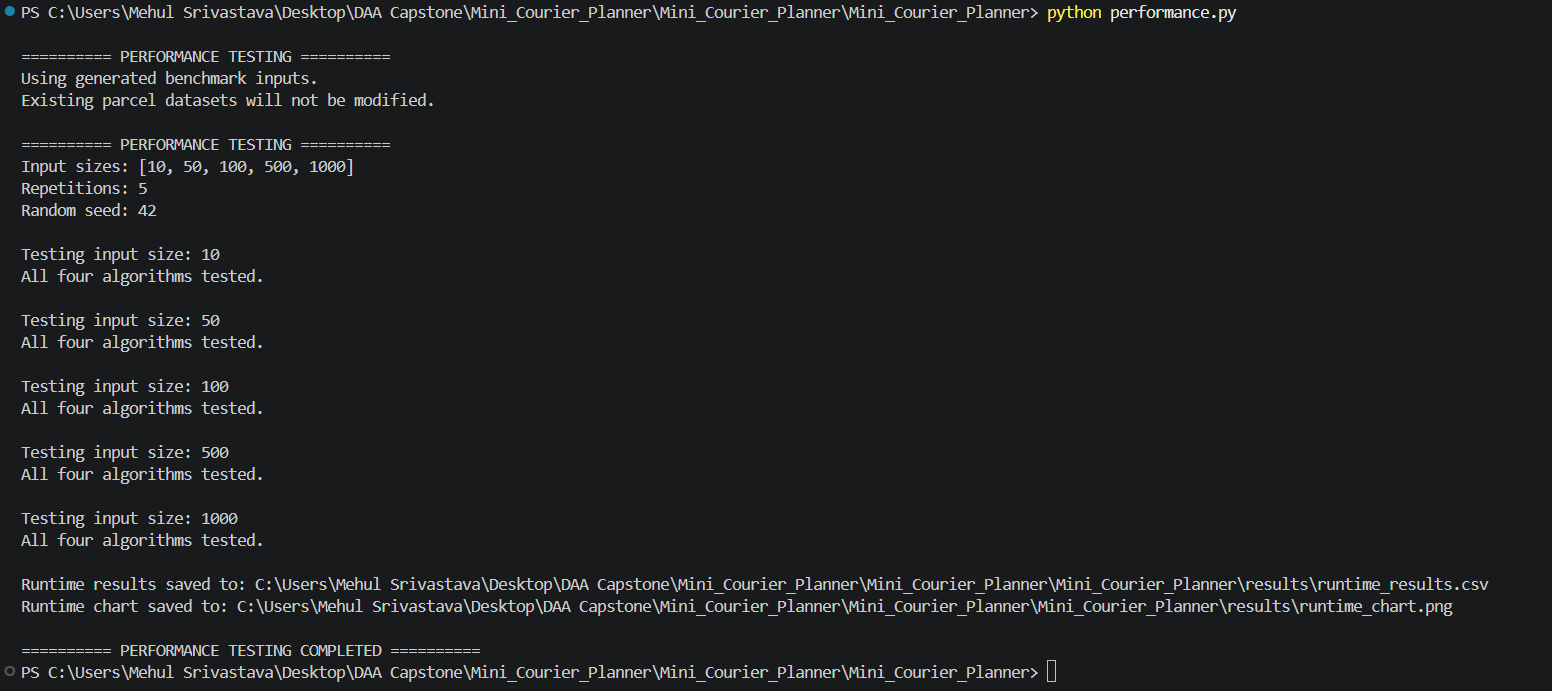 PS C:\Users\Mehul Srivastava\Desktop\DAA Capstone\Mini_Courier_Planner\Mini_Courier_Planner\Mini_Courier_Planner> python performance.py
========== PERFORMANCE TESTING ==========
Using generated benchmark inputs.
Existing parcel datasets will not be modified.
========== PERFORMANCE TESTING ==========
Input sizes: [10, 50, 100, 500, 1000]
Repetitions: 5
Random seed: 42
Testing input size: 10
All four algorithms tested.
Testing input size: 50
All four algorithms tested.
Testing input size: 100
All four algorithms tested.
Testing input size: 500
All four algorithms tested.
Testing input size: 1000
All four algorithms tested.
Runtime results saved to: C:\Users\Mehul Srivastava\Desktop\DAA Capstone\Mini_Courier_Planner\Mini_Courier_Planner\Mini_Courier_Planner\results\runtime_results.csv
Runtime chart saved to: C:\Users\Mehul Srivastava\Desktop\DAA Capstone\Mini_Courier_Planner\Mini_Courier_Planner\Mini_Courier_Planner\results\runtime_chart.png
========== PERFORMANCE TESTING COMPLETED ==========
PS C:\Users\Mehul Srivastava\Desktop\DAA Capstone\Mini_Courier_Planner\Mini_Courier_Planner\Mini_Courier_Planner>